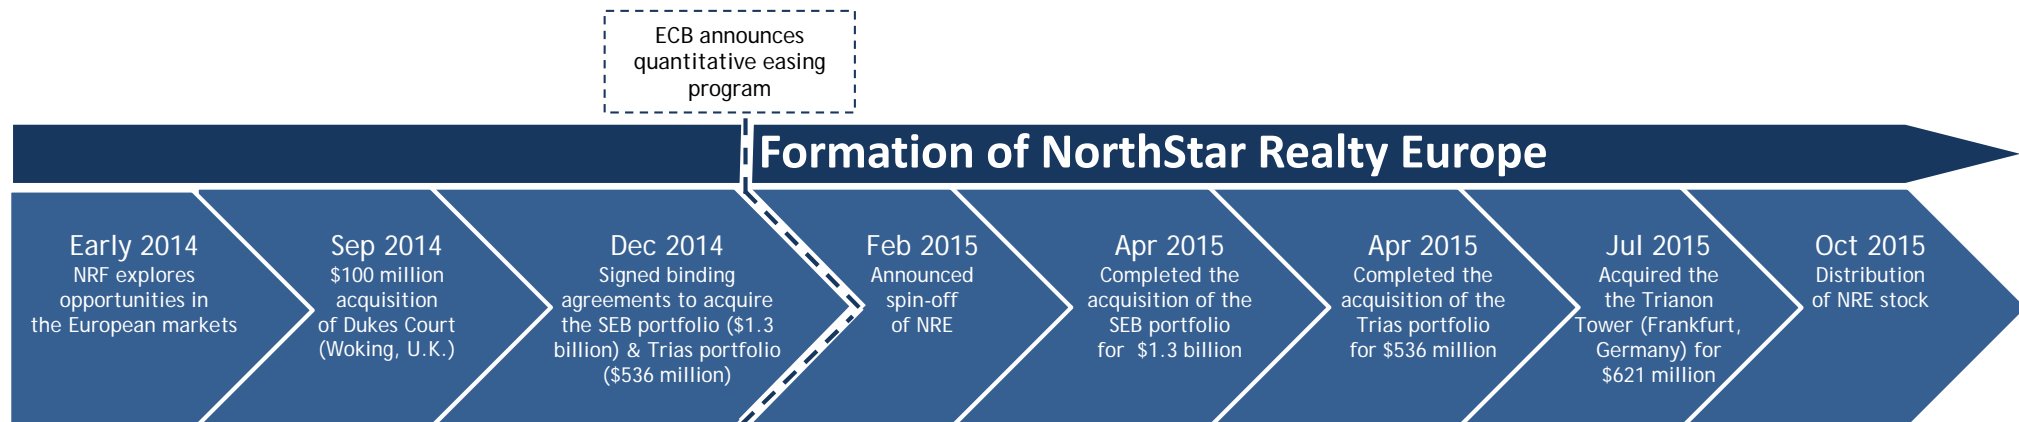 ECB announces
quantitative easing
program
Formation of NorthStar Realty Europe
Early 2014
NRF explores
opportunities in
the European markets
Sep 2014
$100 million
acquisition
of Dukes Court
(Woking, U.K.)
Dec 2014
Signed binding
agreements to acquire
the SEB portfolio ($1.3
billion) & Trias portfolio
($536 million)
Feb 2015
Announced
spin-off
of NRE
Apr 2015
Completed the
acquisition of the
SEB portfolio
for $1.3 billion
Apr 2015
Completed the
acquisition of the
Trias portfolio
for $536 million
Jul 2015
Acquired the
the Trianon
Tower (Frankfurt,
Germany) for
$621 million
Oct 2015
Distribution
of NRE stock